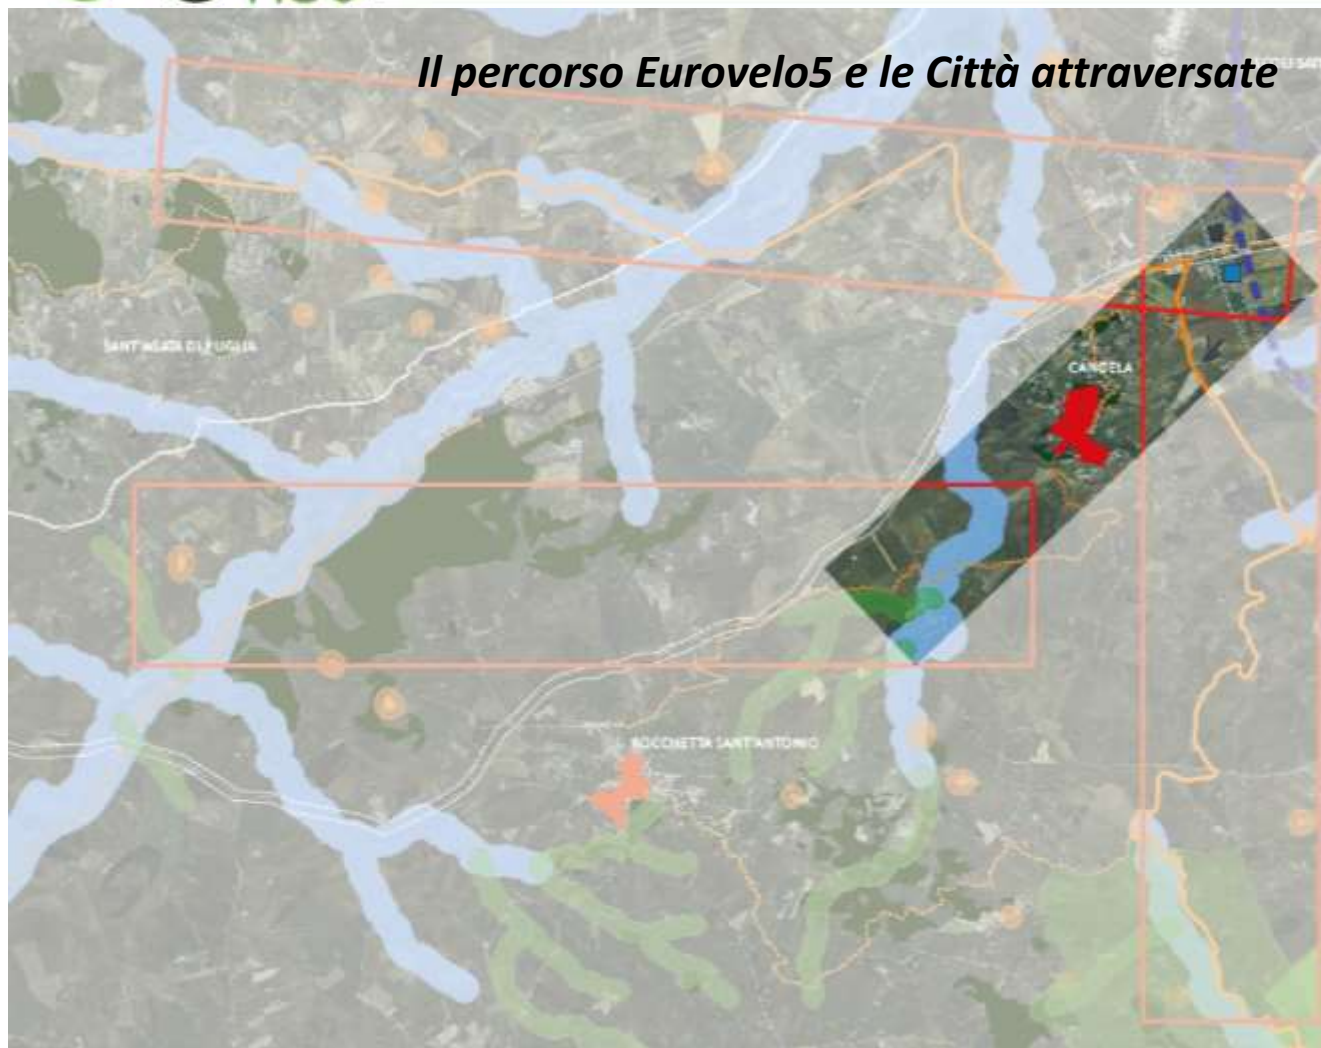 Il percorso Eurovelo5 e le Città attraversate
SANT'AGATA DI PUGLIA
CANDELA
ROCCHETTA SANT'ANTONIO